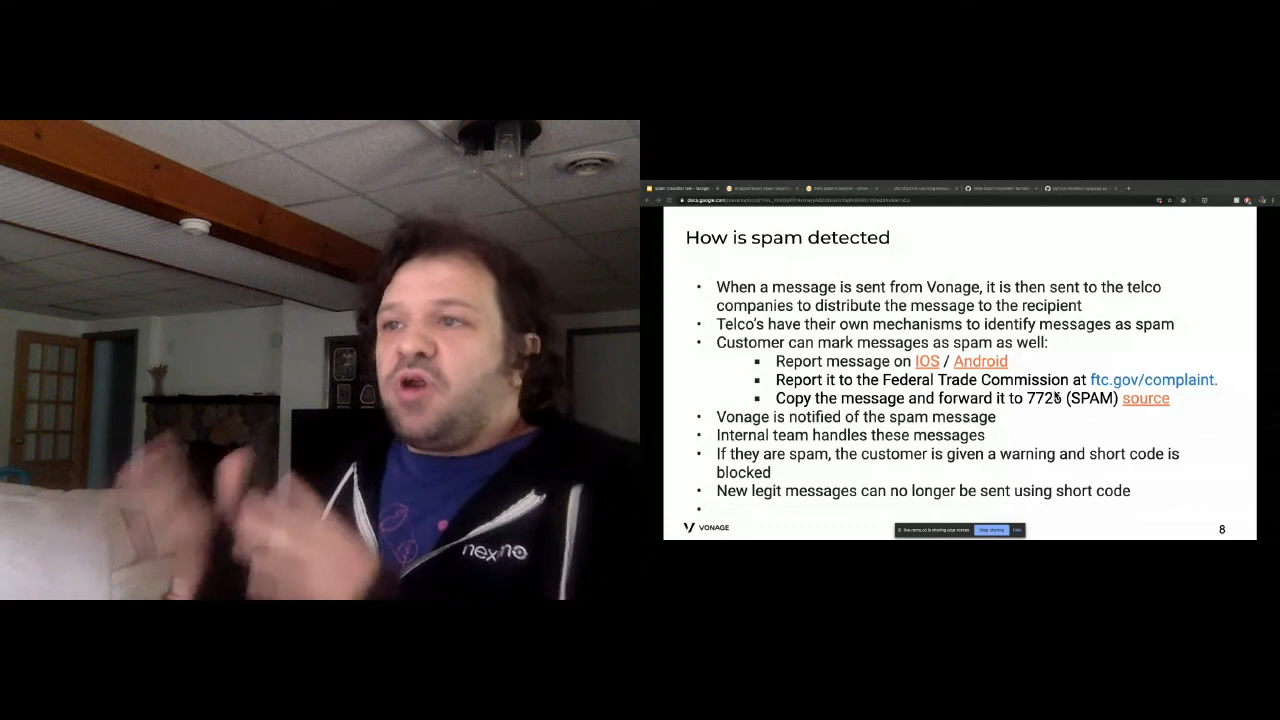 How is spam detected
When a message is sent from Vonage, it is then sent to the telco
companies to distribute the message to the recipient
Telco's have their own mechanisms to identify messages as spam
Customer can mark messages as spam as well:
Report message on IOS / Android
Report it to the Federal Trade Commission at ftc.gov/complaint.
Copy the message and forward it to 7726 (SPAM) source
Vonage is notified of the spam message
Internal team handles these messages
If they are spam, the customer is given a warning and short code is
blocked
New legit messages can no longer be sent using short code
VONAGE
Stop sharing
Hide
8
nexmo